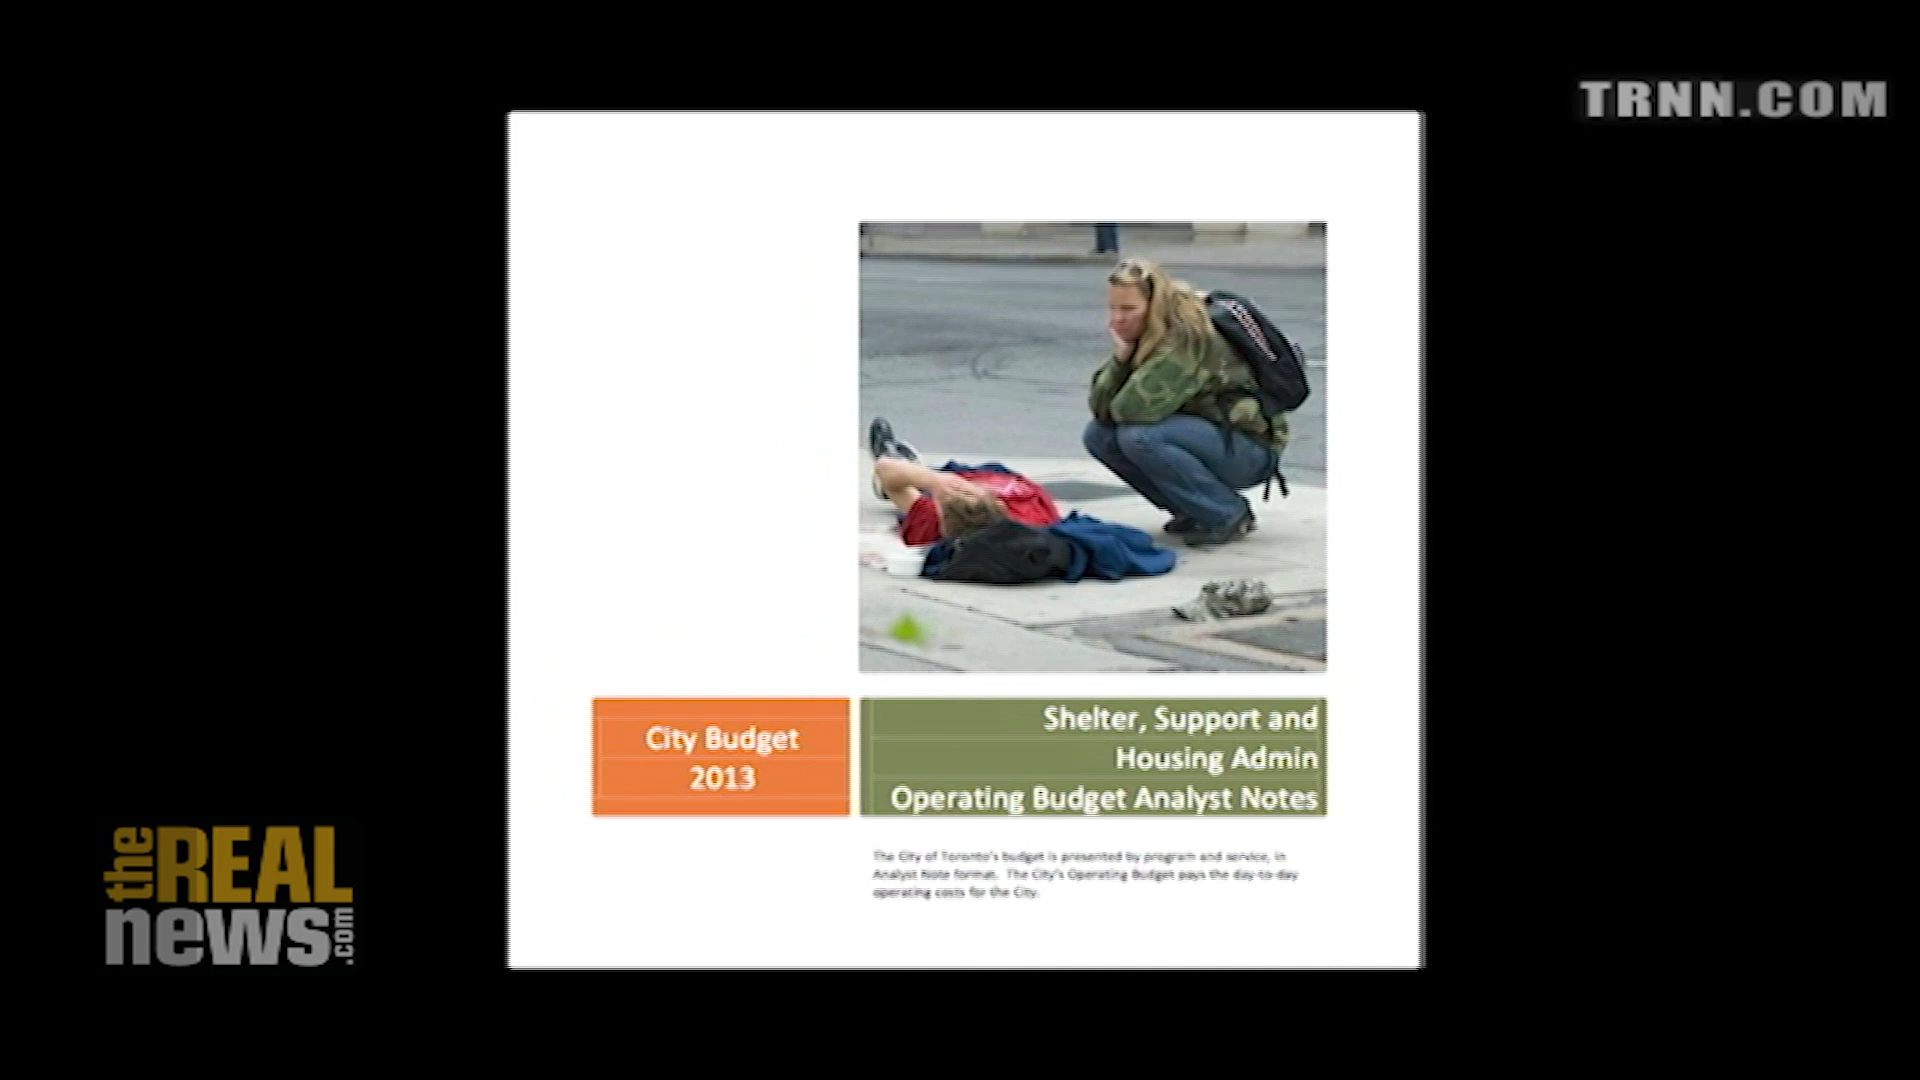 TRNN.COM
City Budget
2013
Shelter, Support and
Housing Admin
Operating Budget Analyst Notes
The City of Toronto's budget is presented by program and service, in
Analyst Note format. The City's Operating Budget pays the day-to-day
operating costs for the City.
the REAL
news.com